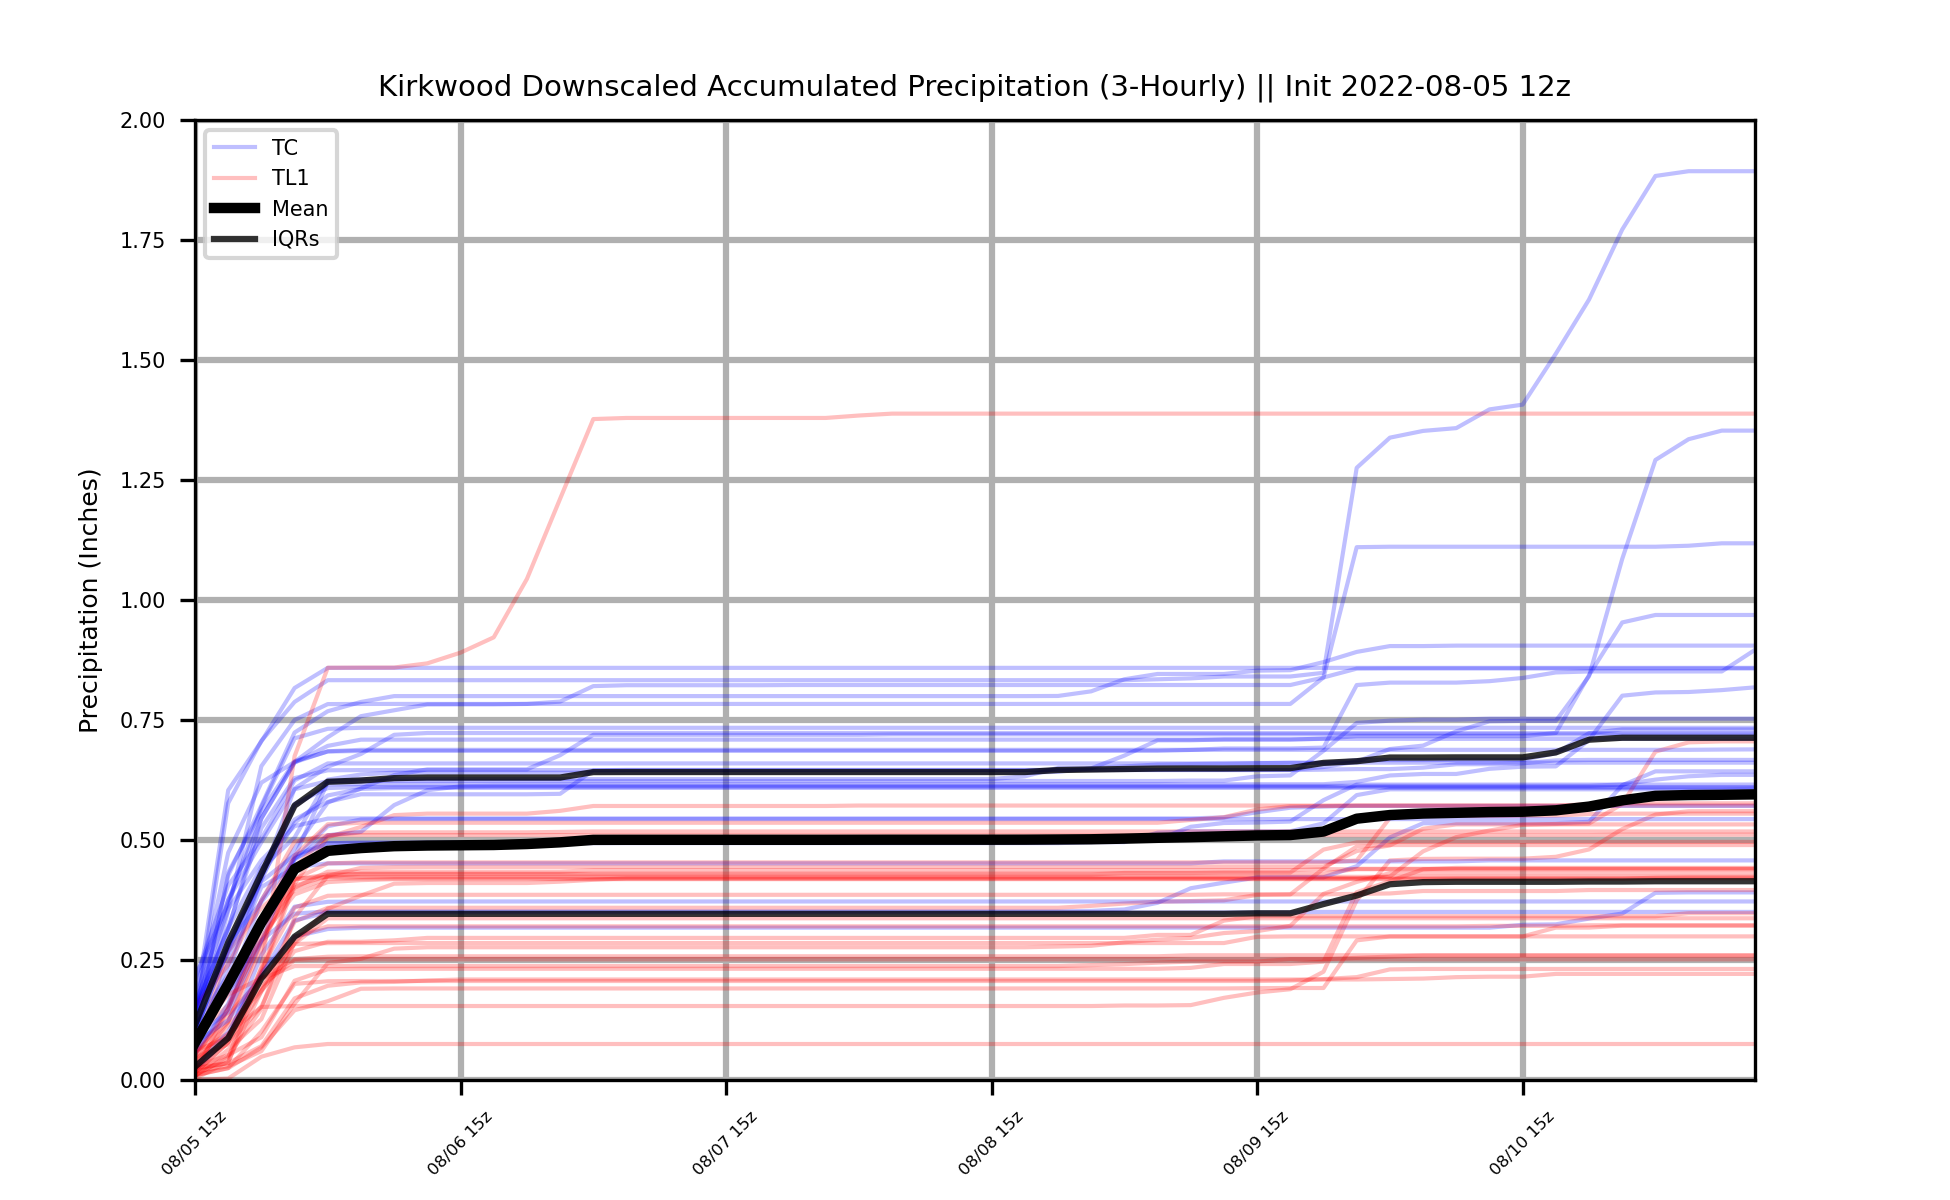 Kirkwood Downscaled Accumulated Precipitation (3-Hourly) || Init 2022-08-05 12z
TC
TL1
Mean
IQRs
Precipitation (Inches)
2.00
1.75
1.50
1.25
1.00
0.75
0.50
0.25
0.00
08/05 15z
08/06 15z
08/07 15z
08/08 15z
08/09 15z
08/10 15z